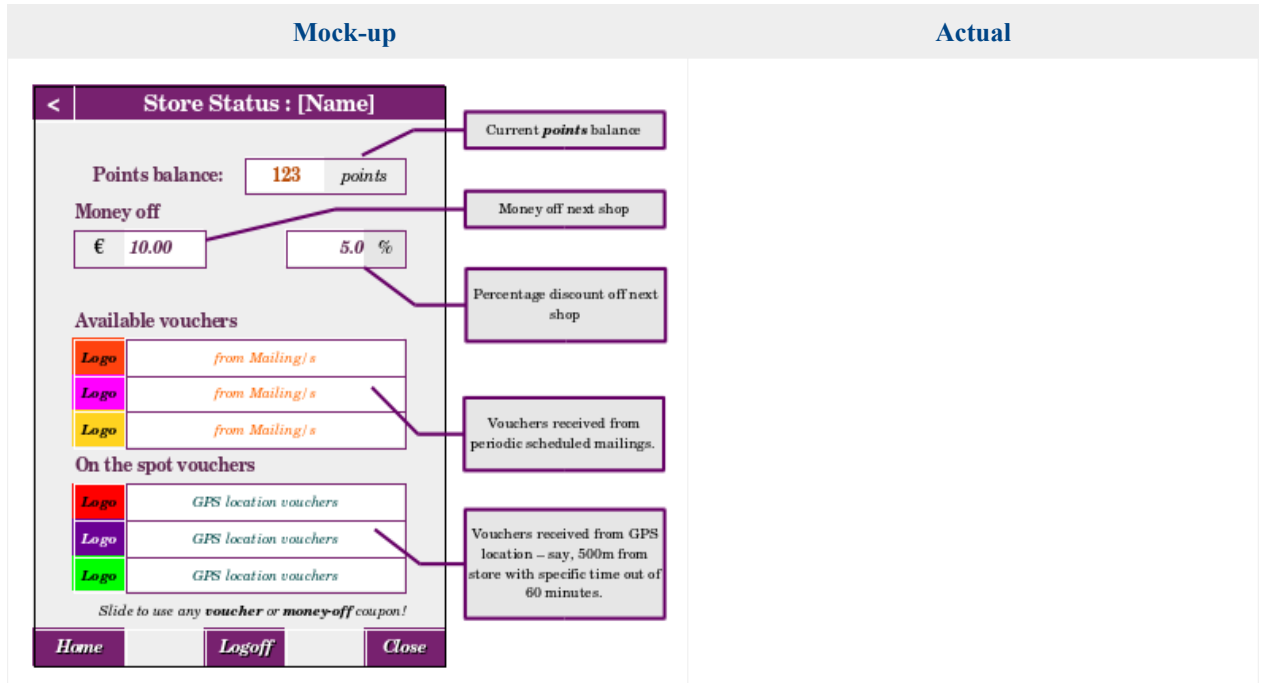 Mock-up
Actual
< Store Status : [Name]
Current points balance
Points balance: 123 points
Money off
Money off next shop
€ 10.00 5.0 %
Percentage discount off next
shop
Available vouchers
Logo from Mailing/s
Logo from Mailing/s
Logo from Mailing/s
Vouchers received from
periodic scheduled mailings.
On the spot vouchers
Logo GPS location vouchers
Logo GPS location vouchers
Logo GPS location vouchers
Vouchers received from GPS
location – say, 500m from
store with specific time out of
60 minutes.
Slide to use any voucher or money-off coupon!
Home Logoff Close